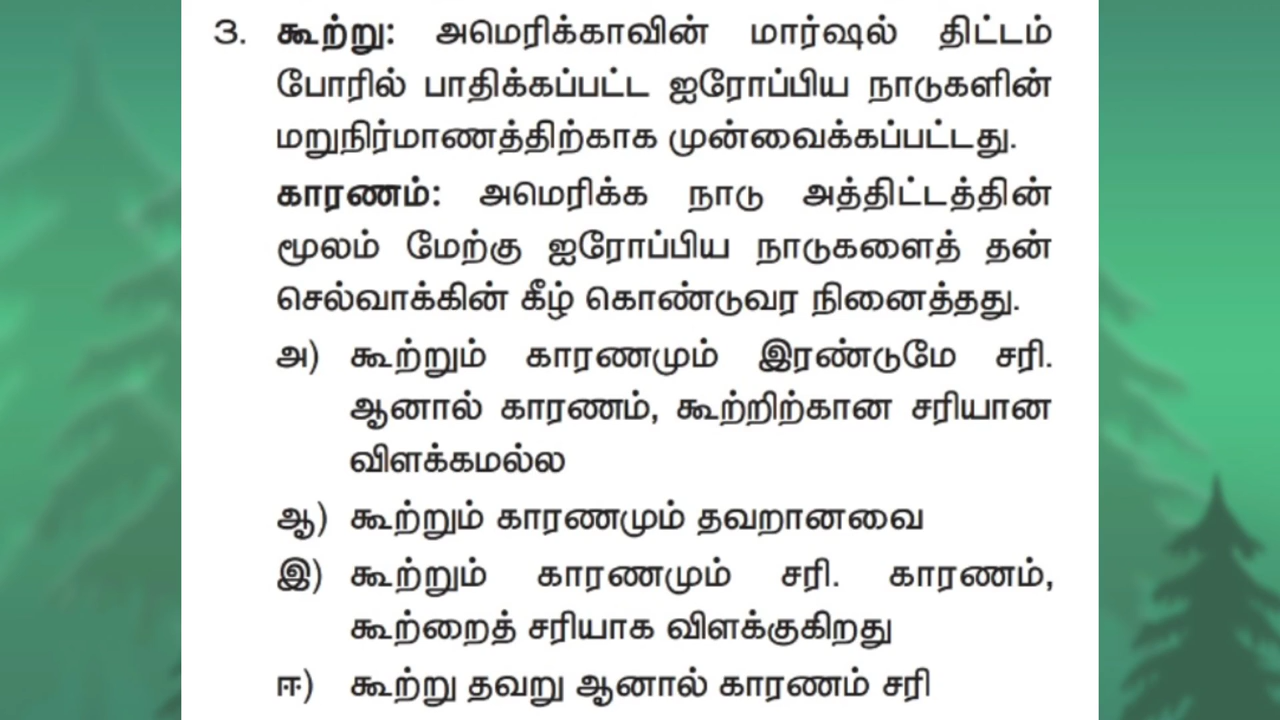 3. கூற்று: அமெரிக்காவின் மார்ஷல் திட்டம்
போரில் பாதிக்கப்பட்ட ஐரோப்பிய நாடுகளின்
மறுநிர்மாணத்திற்காக முன்வைக்கப்பட்டது.
காரணம்: அமெரிக்க நாடு அத்திட்டத்தின்
மூலம் மேற்கு ஐரோப்பிய நாடுகளைத் தன்
செல்வாக்கின் கீழ் கொண்டுவர நினைத்தது.
அ) கூற்றும் காரணமும் இரண்டுமே சரி.
ஆனால் காரணம், கூற்றிற்கான சரியான
விளக்கமல்ல
ஆ) கூற்றும் காரணமும் தவறானவை
இ) கூற்றும் காரணமும் சரி. காரணம்,
கூற்றைத் சரியாக விளக்குகிறது
ஈ) கூற்று தவறு ஆனால் காரணம் சரி